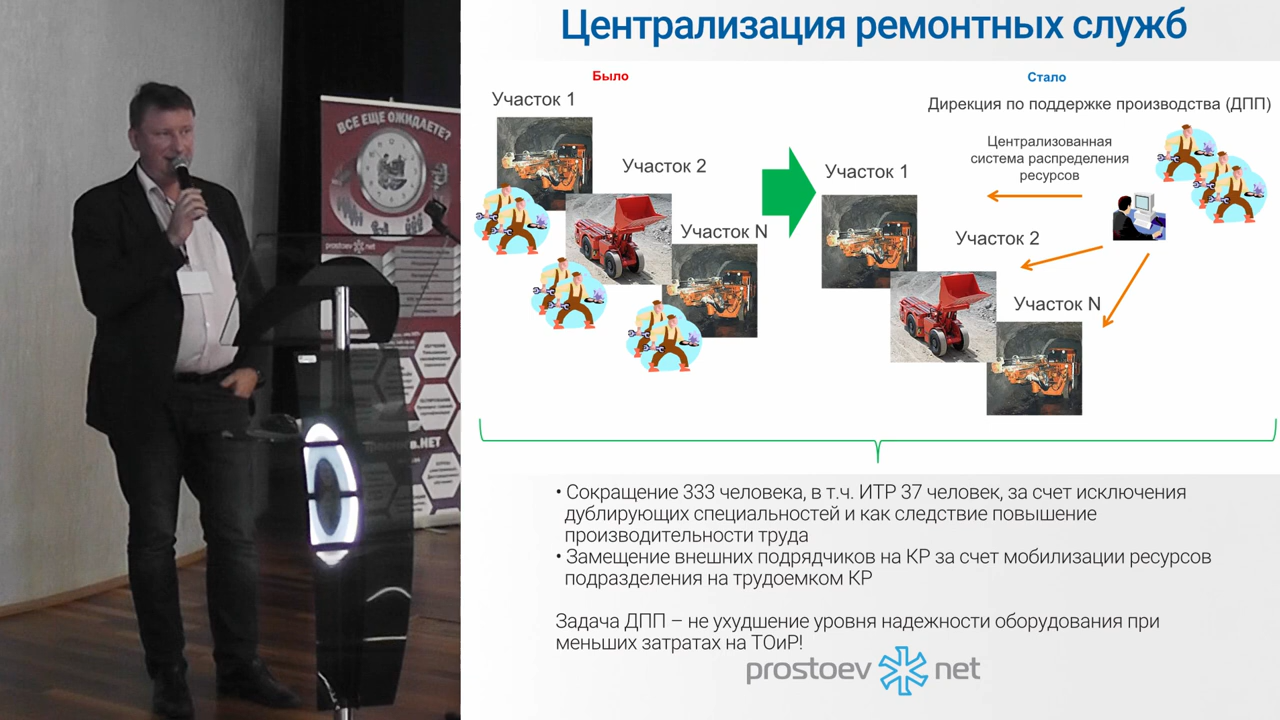 Централизация ремонтных служб
Было
Стало
Участок 1
Участок 2
Участок N
Дирекция по поддержке производства (ДПП)
Централизованная
система распределения
ресурсов
Участок 1
Участок 2
Участок N
• Сокращение 333 человека, в т.ч. ИТР 37 человек, за счет исключения
дублирующих специальностей и как следствие повышение
производительности труда
• Замещение внешних подрядчиков на КР за счет мобилизации ресурсов
подразделения на трудоемком КР
Задача ДПП – не ухудшение уровня надежности оборудования при
меньших затратах на ТОиР!
prostoev net
ВСЕ ЕЩЕ ОЖИДАЕТЕ?
prostoev net